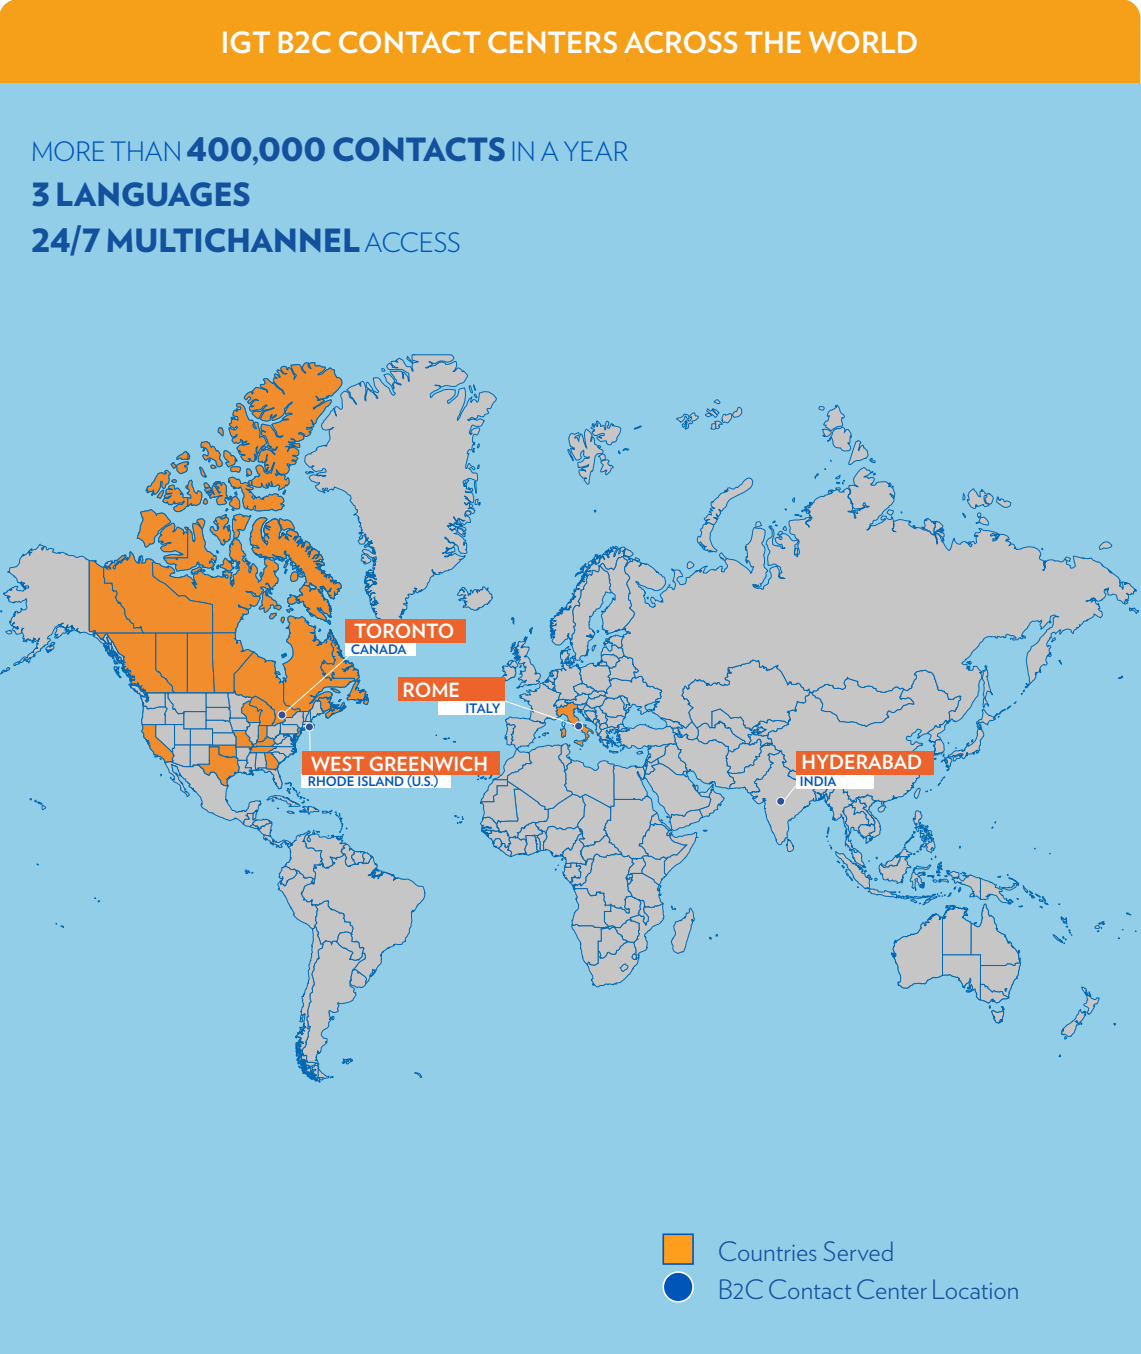 IGT B2C CONTACT CENTERS ACROSS THE WORLD
MORE THAN 400,000 CONTACTS IN A YEAR
3 LANGUAGES
24/7 MULTICHANNEL ACCESS
TORONTO
CANADA
ROME
ITALY
WEST GREENWICH
RHODE ISLAND (U.S.)
HYDERABAD
INDIA
Countries Served
B2C Contact Center Location